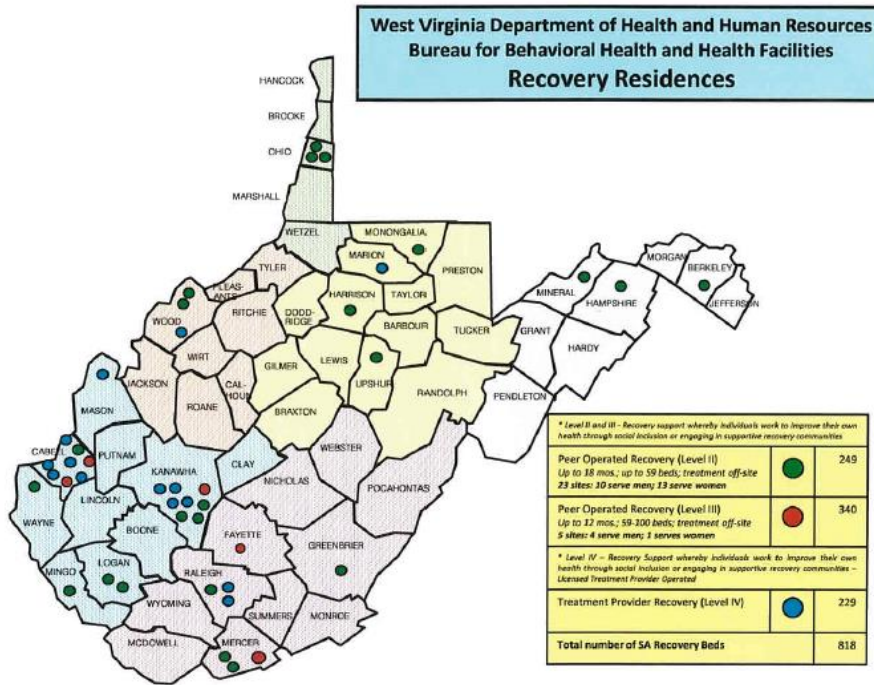 West Virginia Department of Health and Human Resources
Bureau for Behavioral Health and Health Facilities
Recovery Residences
HANCOCK
BROOKE
OHIO
MARSHALL
WETZEL
MONONGALIA
MARION
PRESTON
MORGAN
BERKELEY
JEFFERSON
MINERAL
HAMPSHIRE
TYLER
PLEAS-
ANTS
WOOD
RITCHIE
DODD-
RIDGE
HARRISON
TAYLOR
BARBOUR
TUCKER
GRANT
HARDY
WIRT
GILMER
LEWIS
UPSHUR
RANDOLPH
PENDLETON
JACKSON
CAL-
HOUN
ROANE
BRAXTON
MASON
WEBSTER
CABELL
PUTNAM
KANAWHA
CLAY
NICHOLAS
POCAHONTAS
LINCOLN
WAYNE
BOONE
FAYETTE
GREENBRIER
MINGO
LOGAN
RALEIGH
WYOMING
SUMMERS
MONROE
MCDOWELL
MERCER
* Level II and III - Recovery support whereby individuals work to improve their own
health through social inclusion or engaging in supportive recovery communities
Peer Operated Recovery (Level II)
Up to 18 mos.; up to 59 beds; treatment off-site
23 sites: 10 serve men; 13 serve women
249
Peer Operated Recovery (Level III)
Up to 12 mos.; 59-100 beds; treatment off-site
5 sites: 4 serve men; 1 serves women
340
* Level IV – Recovery Support whereby individuals work to improve their own
health through social inclusion or engaging in supportive recovery communities –
Licensed Treatment Provider Operated
Treatment Provider Recovery (Level IV)
229
Total number of SA Recovery Beds
818